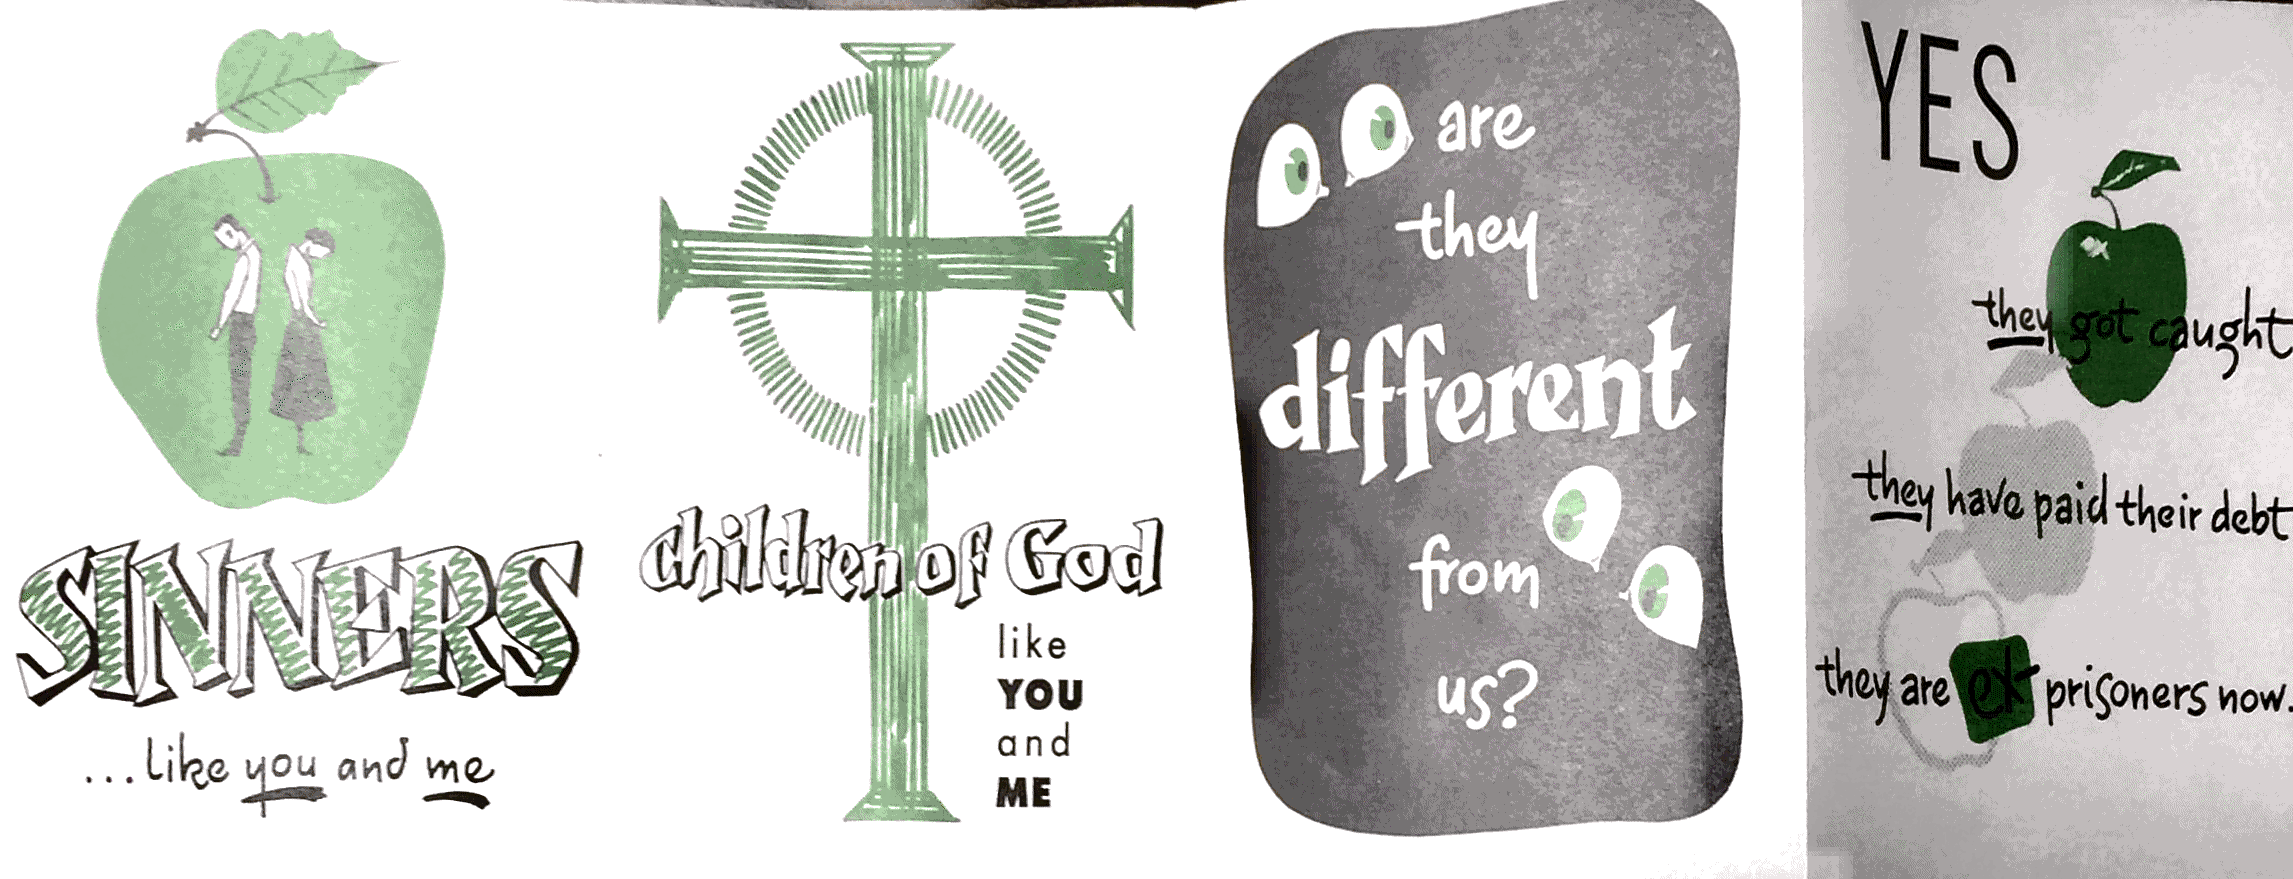 SINNERS
...like you and me
children of God
like
YOU
and
ME
are
they
different
from
us?
YES
they got caught
they have paid their debt
they are ex prisoners now.